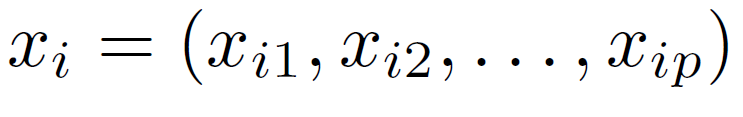 x_i = (x_{i1}, x_{i2}, . . . , x_{ip})